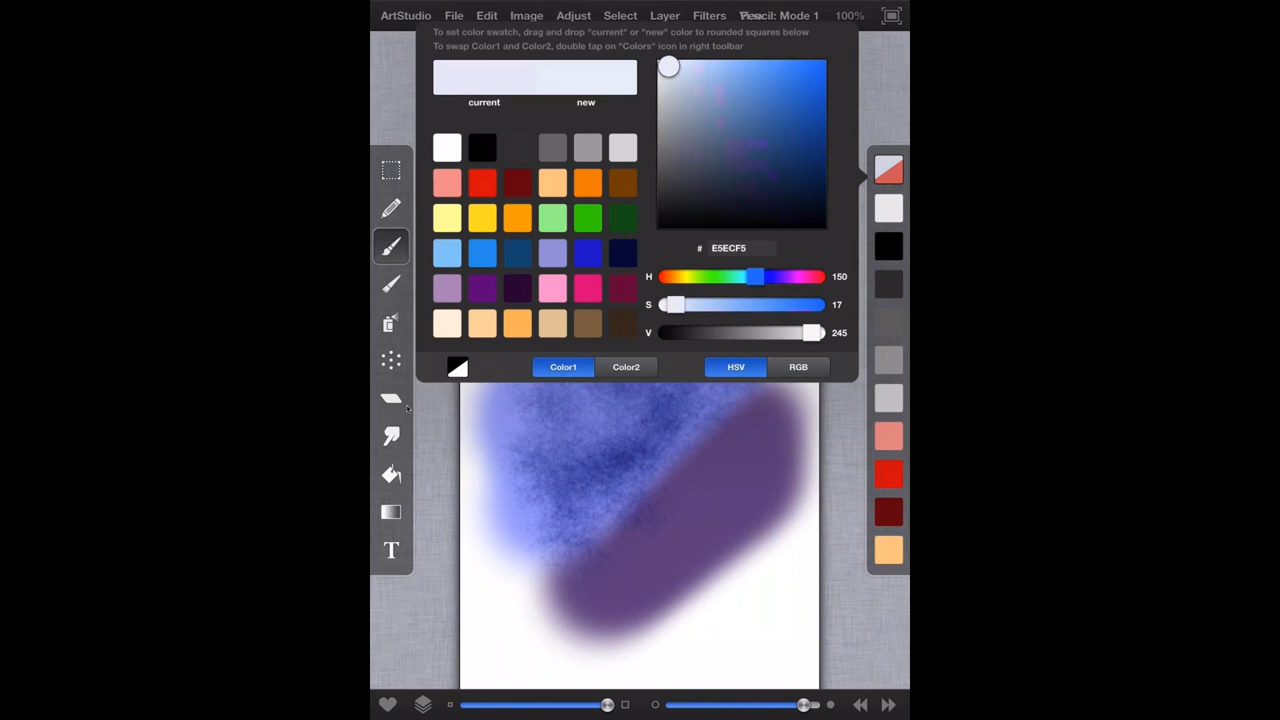 ArtStudio File Edit Image Adjust Select Layer Filters Pencil: Mode 1 100%
To set color swatch, drag and drop "current" or "new" color to rounded squares below
To swap Color1 and Color2, double tap on "Colors" icon in right toolbar
current new
# E5ECF5
H 150
S 17
V 245
Color1 Color2 HSV RGB
T